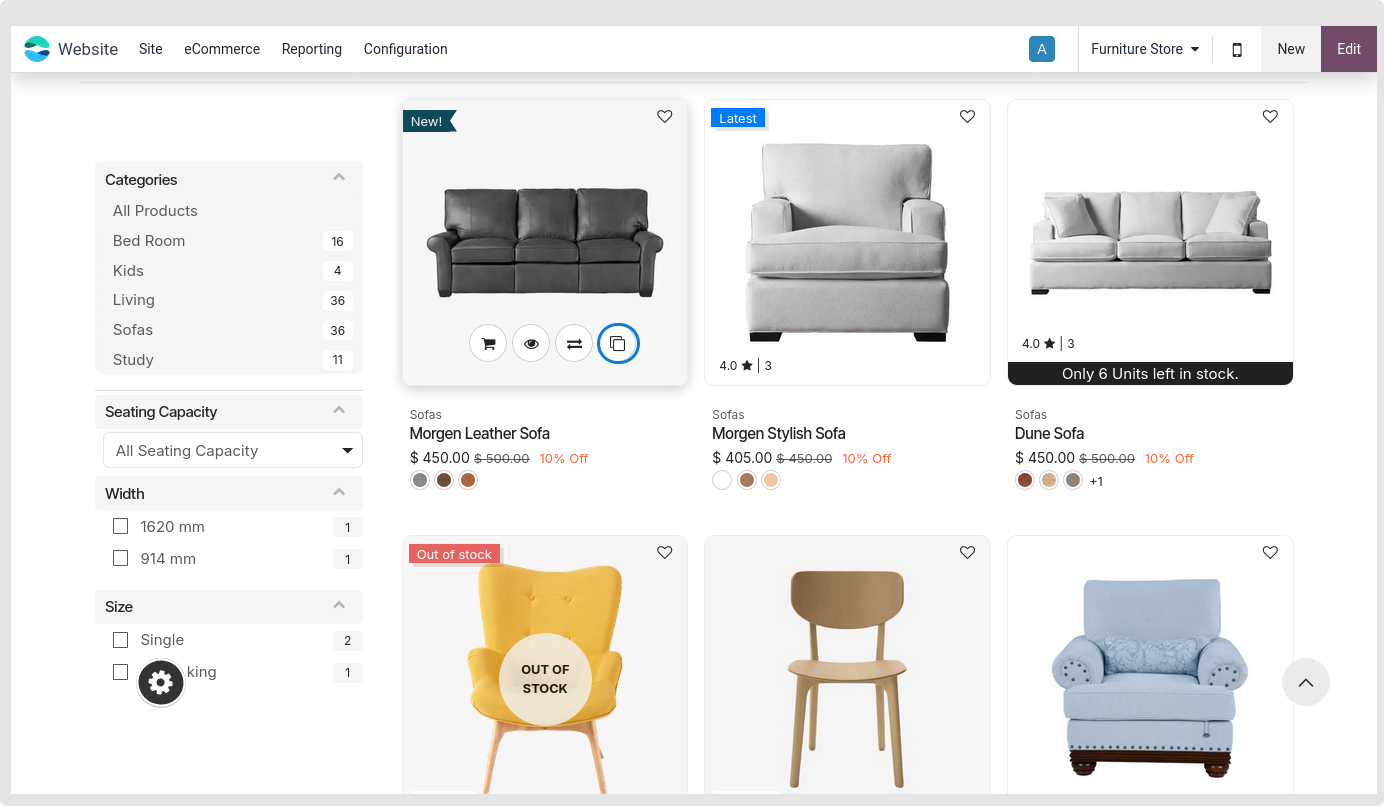 Website Site eCommerce Reporting Configuration A Furniture Store New Edit
Categories
All Products
Bed Room 16
Kids 4
Living 36
Sofas 36
Study 11
Seating Capacity
All Seating Capacity
Width
1620 mm 1
914 mm 1
Size
Single 2
king 1
New!
Sofas
Morgen Leather Sofa
$ 450.00 $ 500.00 10% Off
Latest
4.0 | 3
Sofas
Morgen Stylish Sofa
$ 405.00 $ 450.00 10% Off
4.0 | 3
Only 6 Units left in stock.
Sofas
Dune Sofa
$ 450.00 $ 500.00 10% Off
+1
Out of stock
OUT OF
STOCK